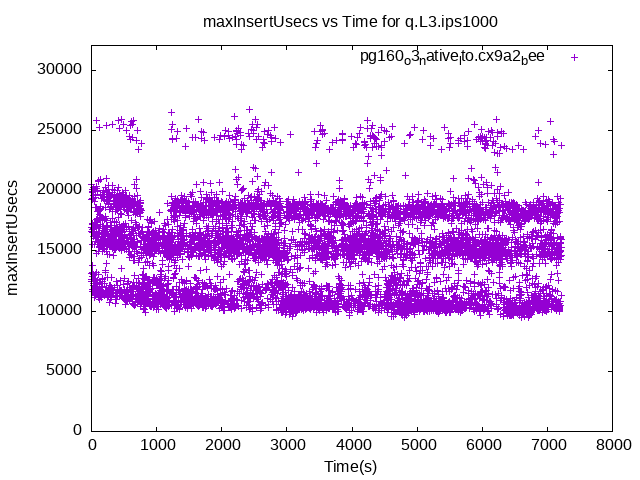 maxInsertUsecs vs Time for q.L3.ips1000
pg160o3native_lto.cx9a2bee
30000
25000
20000
15000
10000
5000
0
maxInsertUsecs
0 1000 2000 3000 4000 5000 6000 7000 8000
Time(s)